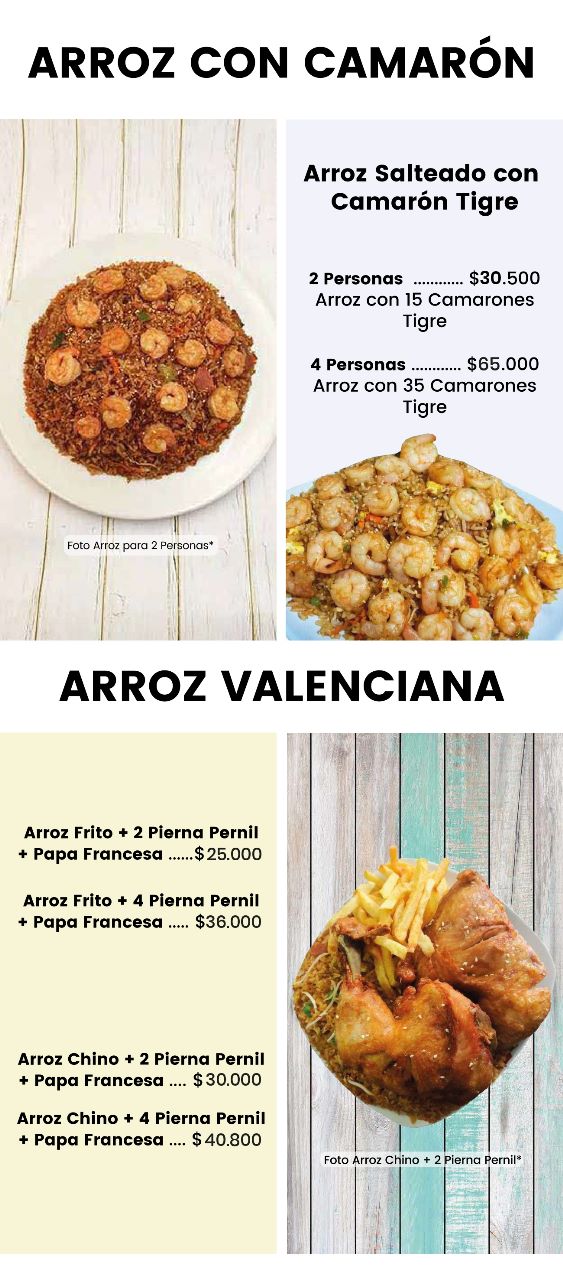 ARROZ CON CAMARÓN
Arroz Salteado con
Camarón Tigre
2 Personas ............ $30.500
Arroz con 15 Camarones
Tigre
4 Personas ............ $65.000
Arroz con 35 Camarones
Tigre
Foto Arroz para 2 Personas*
ARROZ VALENCIANA
Arroz Frito + 2 Pierna Pernil
+ Papa Francesa ......$25.000
Arroz Frito + 4 Pierna Pernil
+ Papa Francesa ..... $36.000
Arroz Chino + 2 Pierna Pernil
+ Papa Francesa .... $30.000
Arroz Chino + 4 Pierna Pernil
+ Papa Francesa .... $40.800
Foto Arroz Chino + 2 Pierna Pernil*